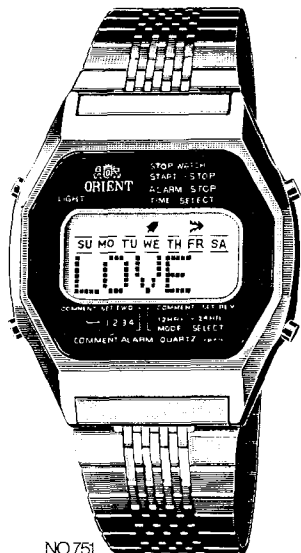 STOP WATCH
ORIENT START · STOP
ALARM STOP
LIGHT TIME SELECT
SU MO TU WE TH FR SA
LOVE
COMMENT SET FWD COMMENT SET REV
1 2 3 4 12HR 24HR
MODE SELECT
COMMENT ALARM QUARTZ
NO.751